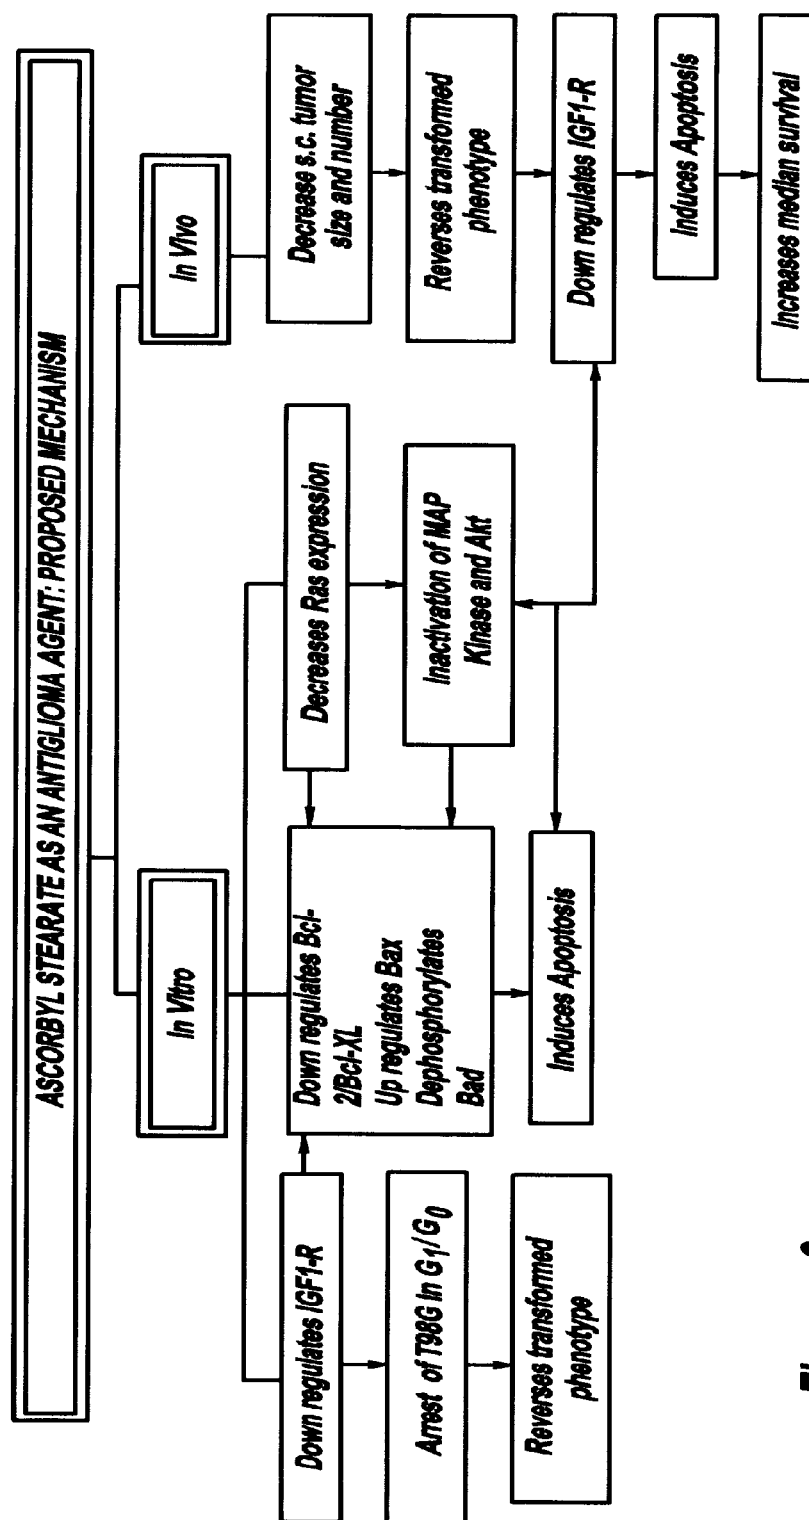 ASCORBYL STEARATE AS AN ANTIGLIOMA AGENT: PROPOSED MECHANISM
In Vitro
In Vivo
Down regulates IGF1-R
Arrest of T98G in G1/G0
Reverses transformed
phenotype
Down regulates Bcl-
2/Bcl-XL
Up regulates Bax
Dephosphorylates
Bad
Induces Apoptosis
Decreases Ras expression
Inactivation of MAP
Kinase and Akt
Decrease s.c. tumor
size and number
Reverses transformed
phenotype
Down regulates IGF1-R
Induces Apoptosis
Increases median survival